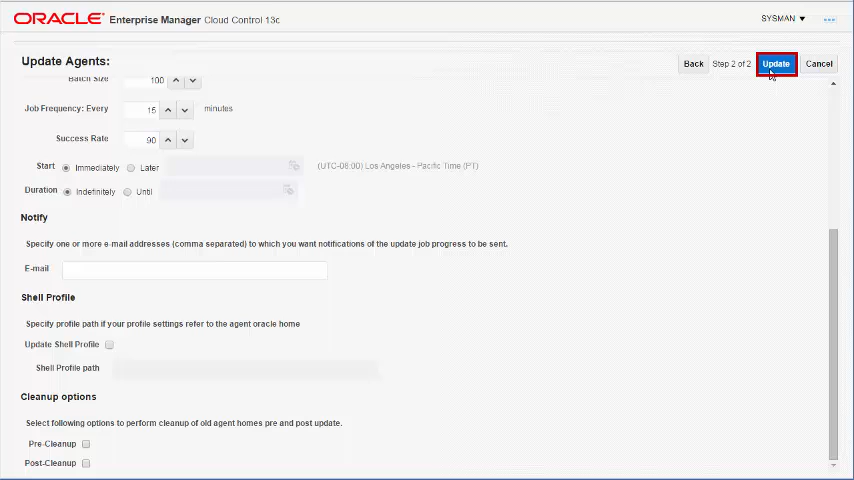 ORACLE® Enterprise Manager Cloud Control 13c SYSMAN
Update Agents: Back Step 2 of 2 Update Cancel
Batch Size 100
Job Frequency: Every 15 minutes
Success Rate 90
Start Immediately Later (UTC-08:00) Los Angeles - Pacific Time (PT)
Duration Indefinitely Until
Notify
Specify one or more e-mail addresses (comma separated) to which you want notifications of the update job progress to be sent.
E-mail
Shell Profile
Specify profile path if your profile settings refer to the agent oracle home
Update Shell Profile
Shell Profile path
Cleanup options
Select following options to perform cleanup of old agent homes pre and post update.
Pre-Cleanup
Post-Cleanup